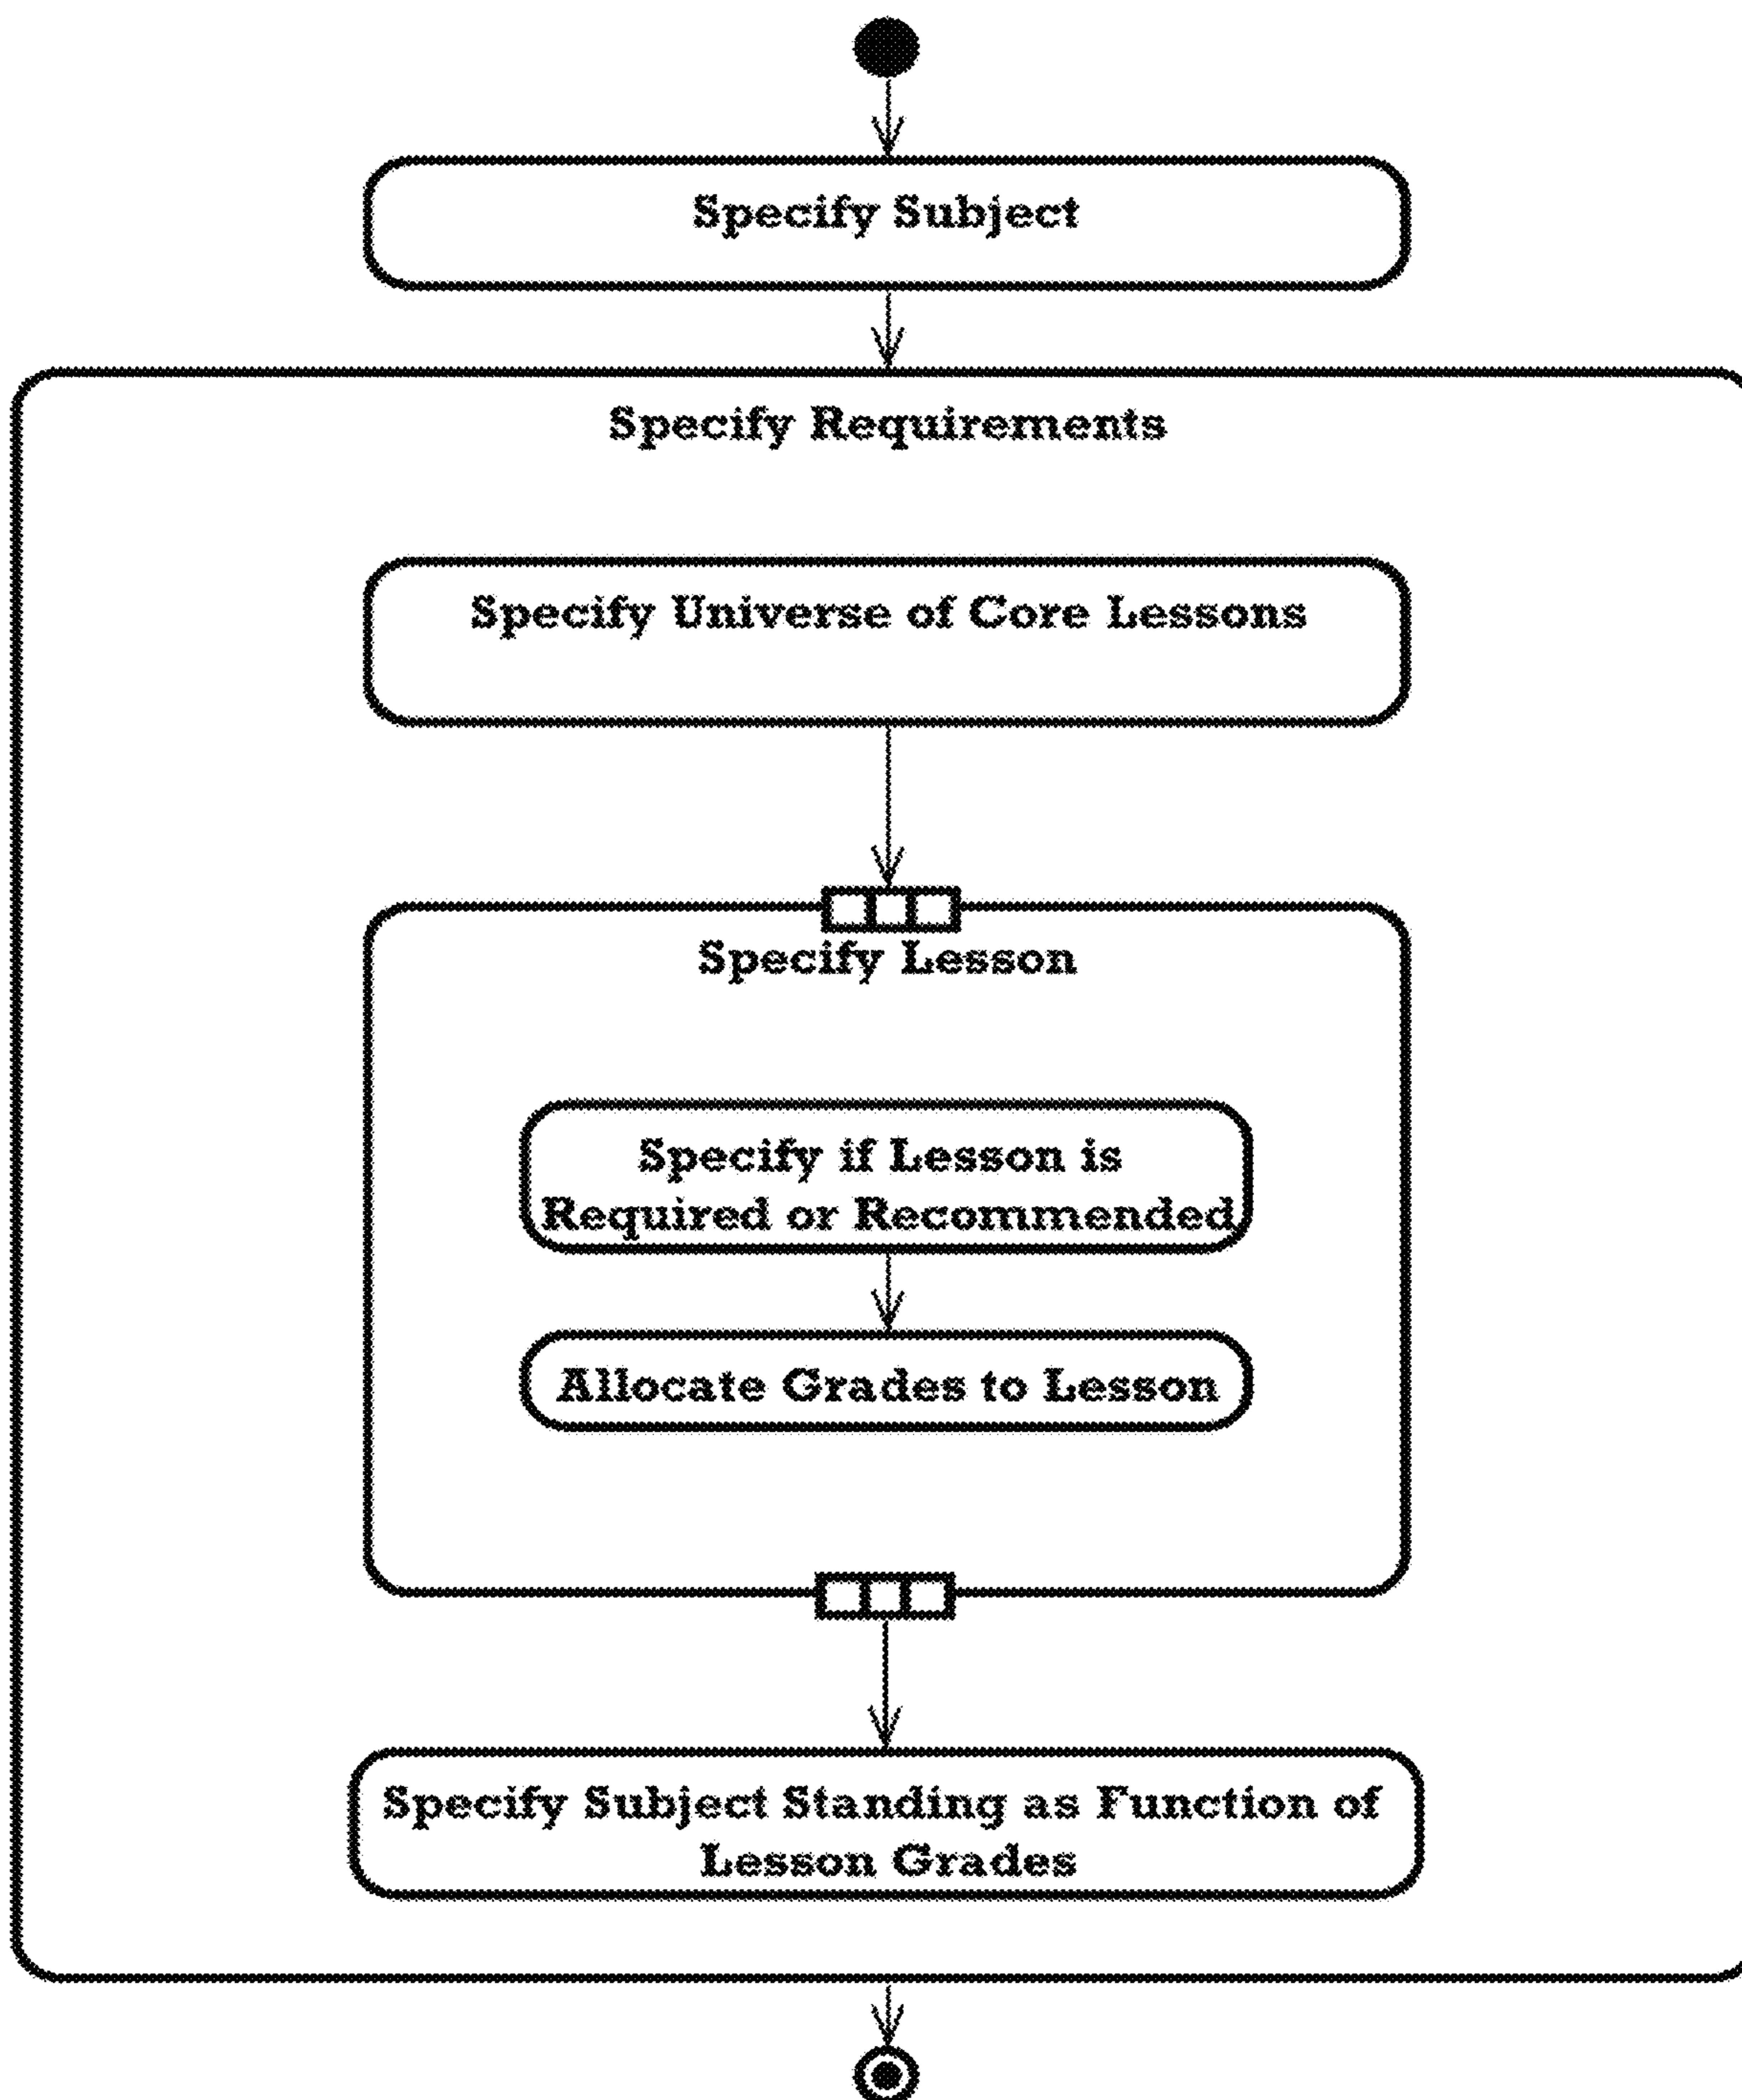 Specify Subject
Specify Requirements
Specify Universe of Core Lessons
Specify Lesson
Specify if Lesson is
Required or Recommended
Allocate Grades to Lesson
Specify Subject Standing as Function of
Lesson Grades